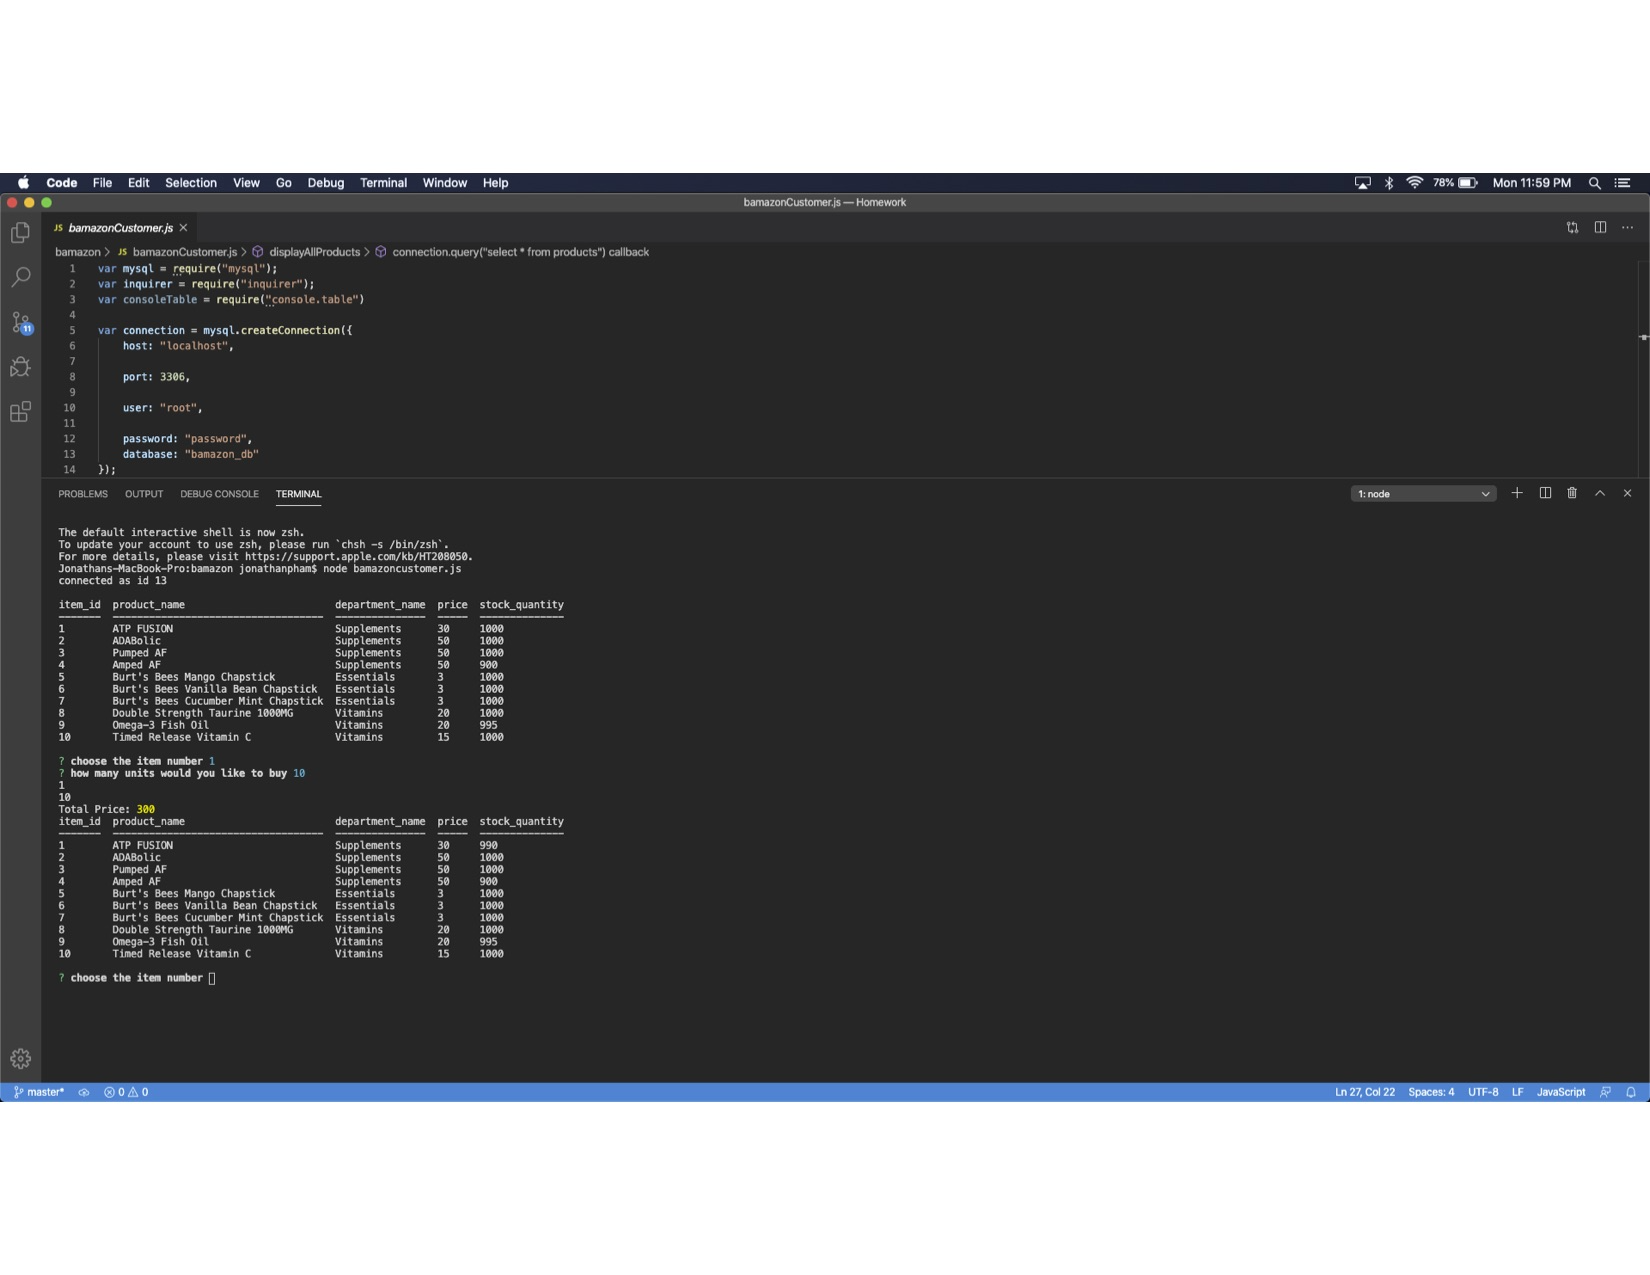 Code File Edit Selection View Go Debug Terminal Window Help 78% Mon 11:59 PM
bamazonCustomer.js — Homework
JS bamazonCustomer.js
bamazon > JS bamazonCustomer.js > displayAllProducts > connection.query("select * from products") callback
1 var mysql = require("mysql");
2 var inquirer = require("inquirer");
3 var consoleTable = require("console.table")
4
5 var connection = mysql.createConnection({
6 host: "localhost",
7
8 port: 3306,
9
10 user: "root",
11
12 password: "password",
13 database: "bamazon_db"
14 });
11
PROBLEMS OUTPUT DEBUG CONSOLE TERMINAL 1: node
The default interactive shell is now zsh.
To update your account to use zsh, please run `chsh -s /bin/zsh`.
For more details, please visit https://support.apple.com/kb/HT208050.
Jonathans-MacBook-Pro:bamazon jonathanpham$ node bamazoncustomer.js
connected as id 13
item_id product_name department_name price stock_quantity
1 ATP FUSION Supplements 30 1000
2 ADABolic Supplements 50 1000
3 Pumped AF Supplements 50 1000
4 Amped AF Supplements 50 900
5 Burt's Bees Mango Chapstick Essentials 3 1000
6 Burt's Bees Vanilla Bean Chapstick Essentials 3 1000
7 Burt's Bees Cucumber Mint Chapstick Essentials 3 1000
8 Double Strength Taurine 1000MG Vitamins 20 1000
9 Omega-3 Fish Oil Vitamins 20 995
10 Timed Release Vitamin C Vitamins 15 1000
? choose the item number 1
? how many units would you like to buy 10
1
10
Total Price: 300
item_id product_name department_name price stock_quantity
1 ATP FUSION Supplements 30 990
2 ADABolic Supplements 50 1000
3 Pumped AF Supplements 50 1000
4 Amped AF Supplements 50 900
5 Burt's Bees Mango Chapstick Essentials 3 1000
6 Burt's Bees Vanilla Bean Chapstick Essentials 3 1000
7 Burt's Bees Cucumber Mint Chapstick Essentials 3 1000
8 Double Strength Taurine 1000MG Vitamins 20 1000
9 Omega-3 Fish Oil Vitamins 20 995
10 Timed Release Vitamin C Vitamins 15 1000
? choose the item number
master* 0 0 Ln 27, Col 22 Spaces: 4 UTF-8 LF JavaScript